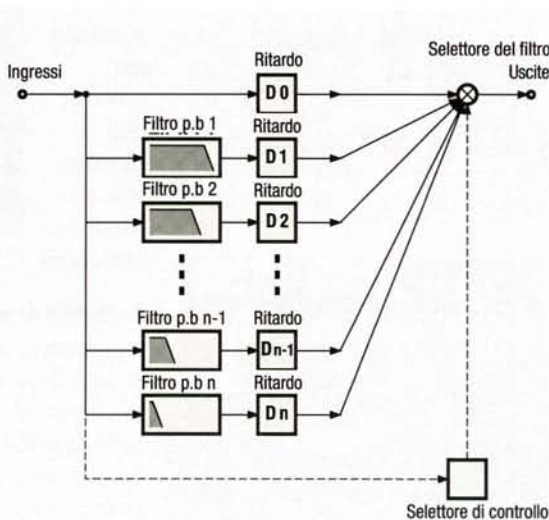 Selettore del filtro
Ingressi
Ritardo
Uscite
D0
Filtro p.b 1
Ritardo
D1
Filtro p.b 2
Ritardo
D2
Filtro p.b n-1
Ritardo
Dn-1
Filtro p.b n
Ritardo
Dn
Selettore di controllo